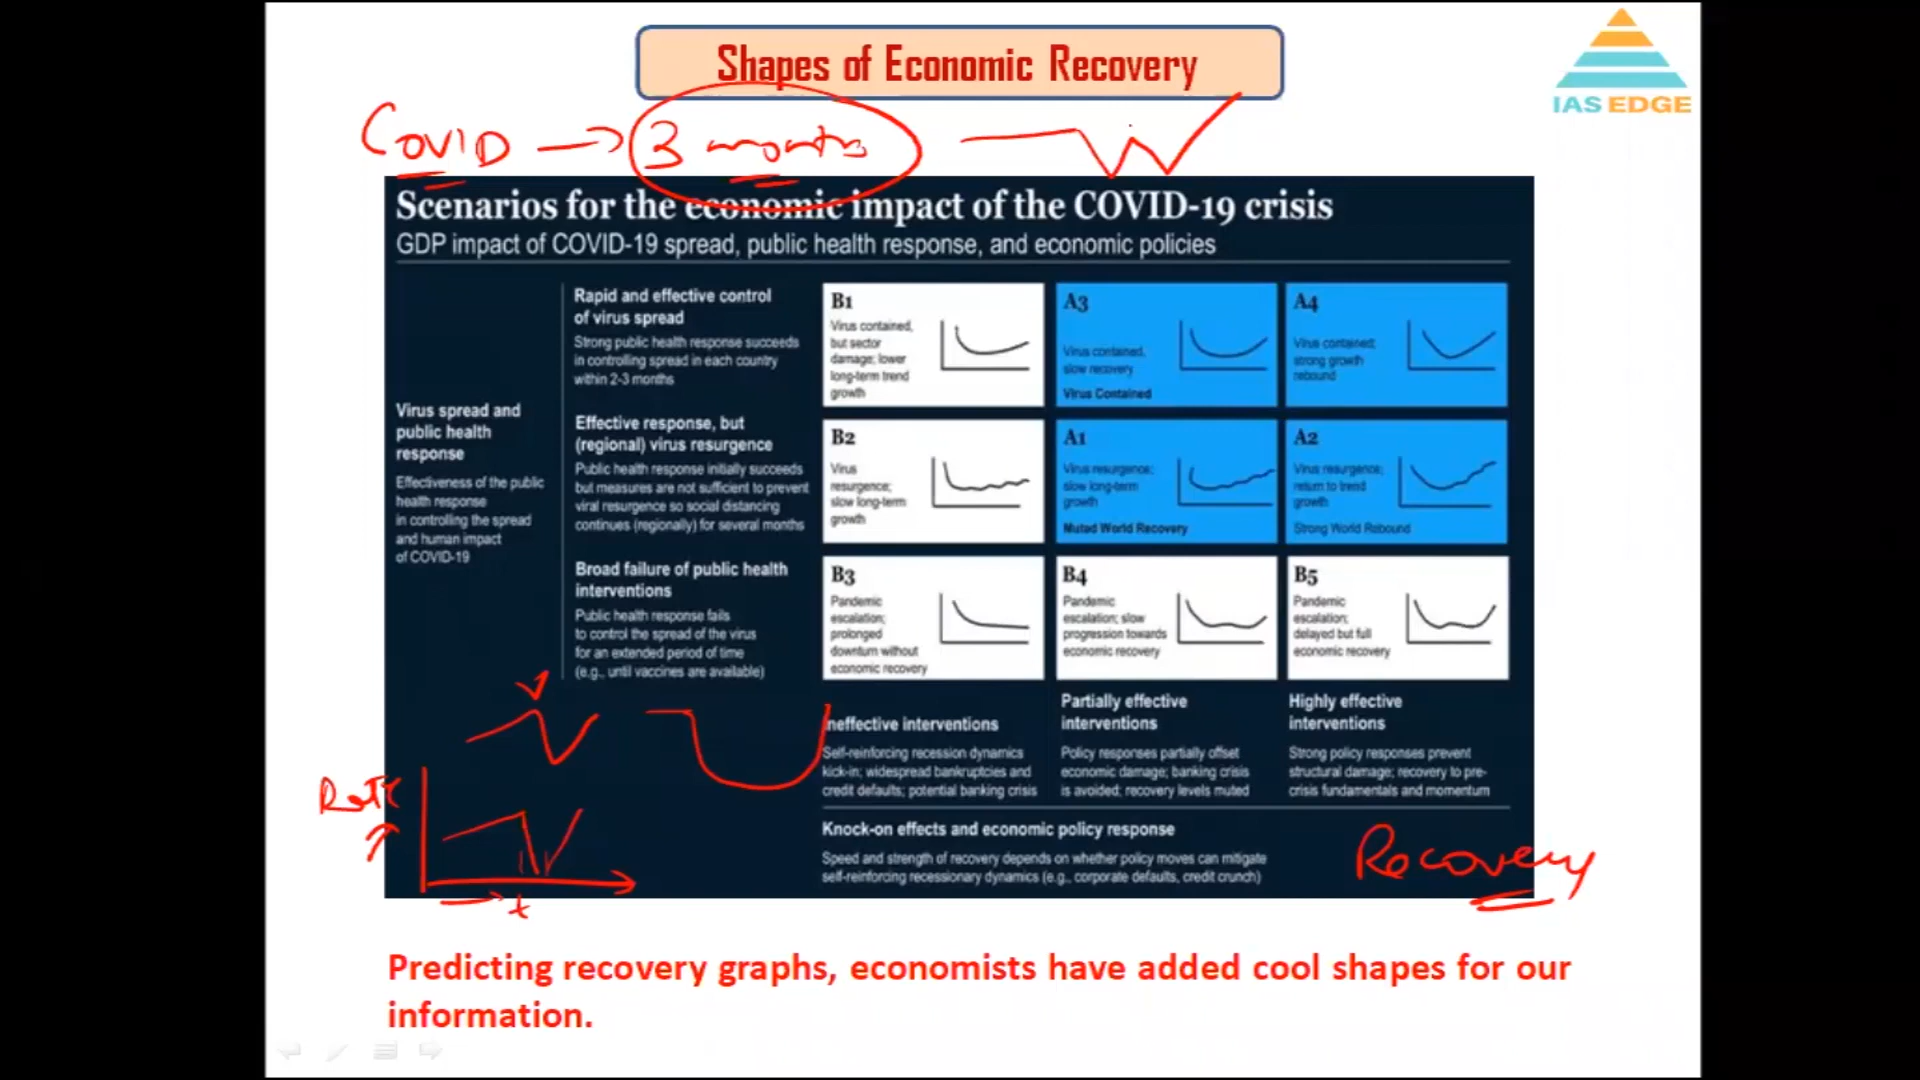 Shapes of Economic Recovery
IAS EDGE
COVID → 3 months
Scenarios for the economic impact of the COVID-19 crisis
GDP impact of COVID-19 spread, public health response, and economic policies
Virus spread and
public health
response
Effectiveness of the public
health response
in controlling the spread
and human impact
of COVID-19
Rapid and effective control
of virus spread
Strong public health response succeeds
in controlling spread in each country
within 2-3 months
B1
Virus contained,
but sector
damage; lower
long-term trend
growth
A3
Virus contained,
slow recovery
Virus Contained
A4
Virus contained;
strong growth
rebound
Effective response, but
(regional) virus resurgence
Public health response initially succeeds
but measures are not sufficient to prevent
viral resurgence so social distancing
continues (regionally) for several months
B2
Virus
resurgence;
slow long-term
growth
A1
Virus resurgence;
slow long-term
growth
Muted World Recovery
A2
Virus resurgence;
return to trend
growth
Strong World Rebound
Broad failure of public health
interventions
Public health response fails
to control the spread of the virus
for an extended period of time
(e.g., until vaccines are available)
B3
Pandemic
escalation;
prolonged
downturn without
economic recovery
B4
Pandemic
escalation; slow
progression towards
economic recovery
B5
Pandemic
escalation;
delayed but full
economic recovery
Ineffective interventions
Self-reinforcing recession dynamics
kick-in; widespread bankruptcies and
credit defaults; potential banking crisis
Partially effective
interventions
Policy responses partially offset
economic damage; banking crisis
is avoided; recovery levels muted
Highly effective
interventions
Strong policy responses prevent
structural damage; recovery to pre-
crisis fundamentals and momentum
Knock-on effects and economic policy response
Speed and strength of recovery depends on whether policy moves can mitigate
self-reinforcing recessionary dynamics (e.g., corporate defaults, credit crunch)
Rate
t
Recovery
Predicting recovery graphs, economists have added cool shapes for our
information.